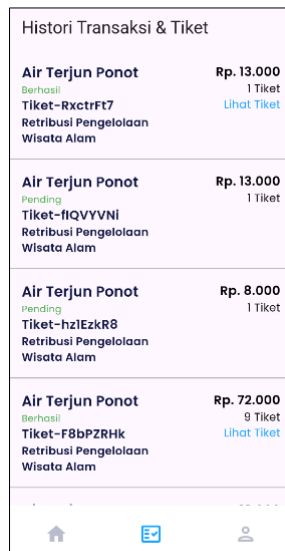 Histori Transaksi & Tiket
Air Terjun Ponot Rp. 13.000
Berhasil 1 Tiket
Tiket-RxctrFt7 Lihat Tiket
Retribusi Pengelolaan
Wisata Alam
Air Terjun Ponot Rp. 13.000
Pending 1 Tiket
Tiket-fIQVYVNi
Retribusi Pengelolaan
Wisata Alam
Air Terjun Ponot Rp. 8.000
Pending 1 Tiket
Tiket-hz1EzkR8
Retribusi Pengelolaan
Wisata Alam
Air Terjun Ponot Rp. 72.000
Berhasil 9 Tiket
Tiket-F8bPZRHk Lihat Tiket
Retribusi Pengelolaan
Wisata Alam